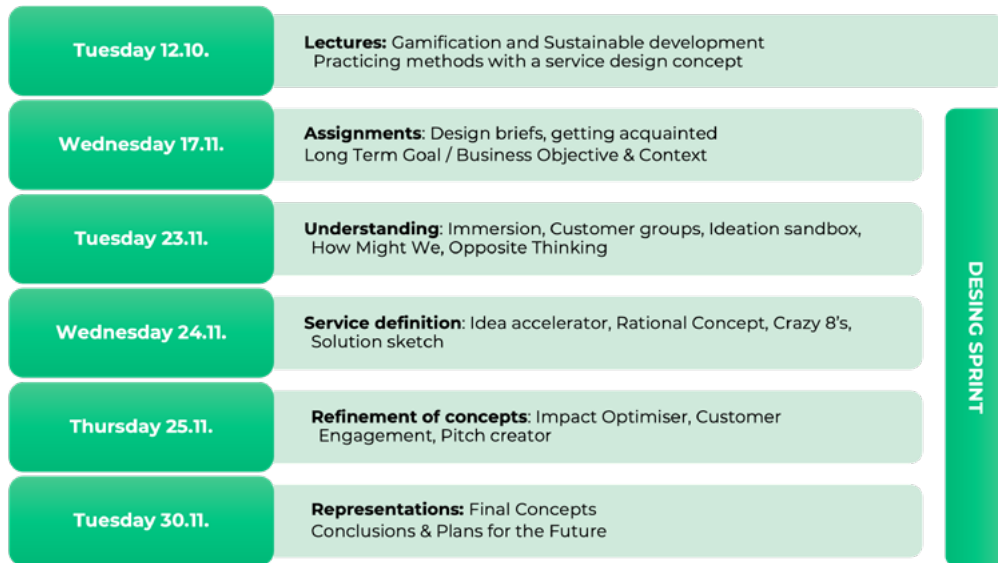 Tuesday 12.10.
Lectures: Gamification and Sustainable development
Practicing methods with a service design concept
Wednesday 17.11.
Assignments: Design briefs, getting acquainted
Long Term Goal / Business Objective & Context
Tuesday 23.11.
Understanding: Immersion, Customer groups, Ideation sandbox,
How Might We, Opposite Thinking
Wednesday 24.11.
Service definition: Idea accelerator, Rational Concept, Crazy 8’s,
Solution sketch
Thursday 25.11.
Refinement of concepts: Impact Optimiser, Customer
Engagement, Pitch creator
Tuesday 30.11.
Representations: Final Concepts
Conclusions & Plans for the Future
DESING SPRINT